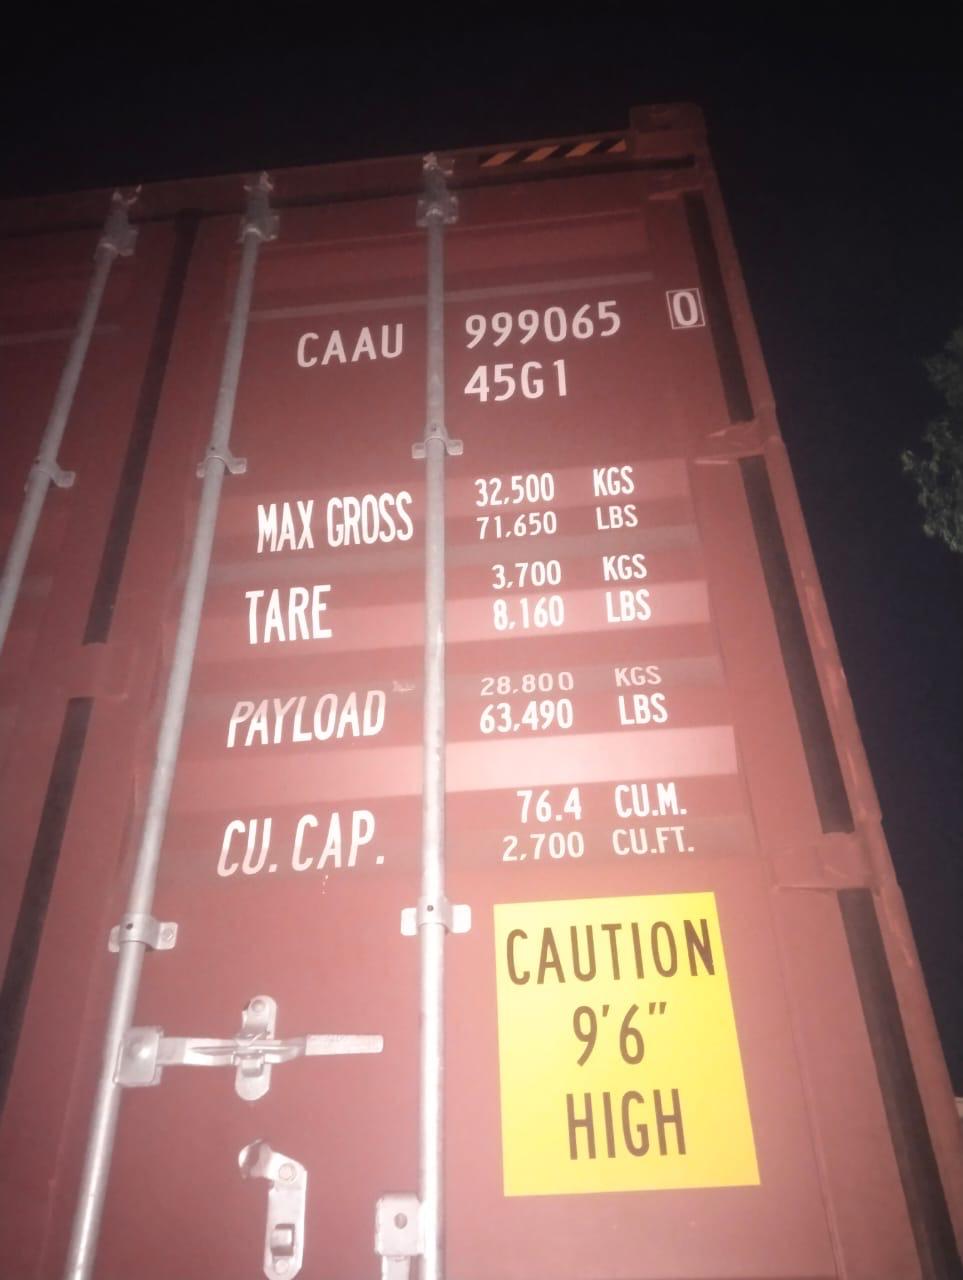 CAAU 999065 0
45G1
MAX GROSS 32,500 KGS
71,650 LBS
TARE 3,700 KGS
8,160 LBS
PAYLOAD 28.800 KGS
63,490 LBS
CU. CAP. 76.4 CU.M.
2,700 CU.FT.
CAUTION
9'6"
HIGH